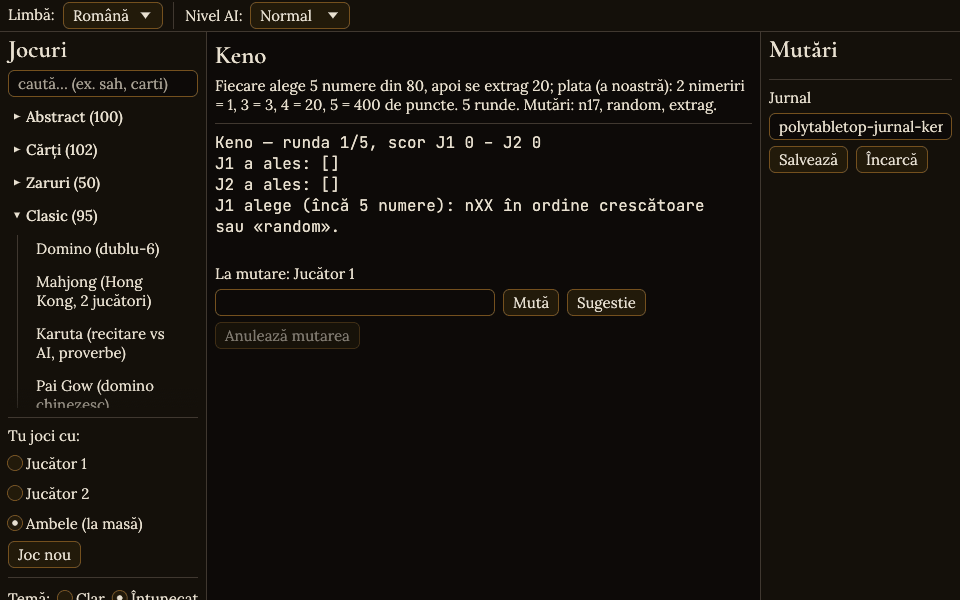 Limbă: Română ▼ Nivel AI: Normal ▼
Jocuri
caută... (ex. sah, carti)
▸ Abstract (100)
▸ Cărți (102)
▸ Zaruri (50)
▾ Clasic (95)
Domino (dublu-6)
Mahjong (Hong
Kong, 2 jucători)
Karuta (recitare vs
AI, proverbe)
Pai Gow (domino
chinezesc)
Tu joci cu:
Jucător 1
Jucător 2
Ambele (la masă)
Joc nou
Temă: Clar Întunecat
Keno
Fiecare alege 5 numere din 80, apoi se extrag 20; plata (a noastră): 2 nimeriri
= 1, 3 = 3, 4 = 20, 5 = 400 de puncte. 5 runde. Mutări: n17, random, extrag.
Keno — runda 1/5, scor J1 0 – J2 0
J1 a ales: []
J2 a ales: []
J1 alege (încă 5 numere): nXX în ordine crescătoare
sau «random».
La mutare: Jucător 1
Mută Sugestie
Anulează mutarea
Mutări
Jurnal
polytabletop-jurnal-ker
Salvează Încarcă